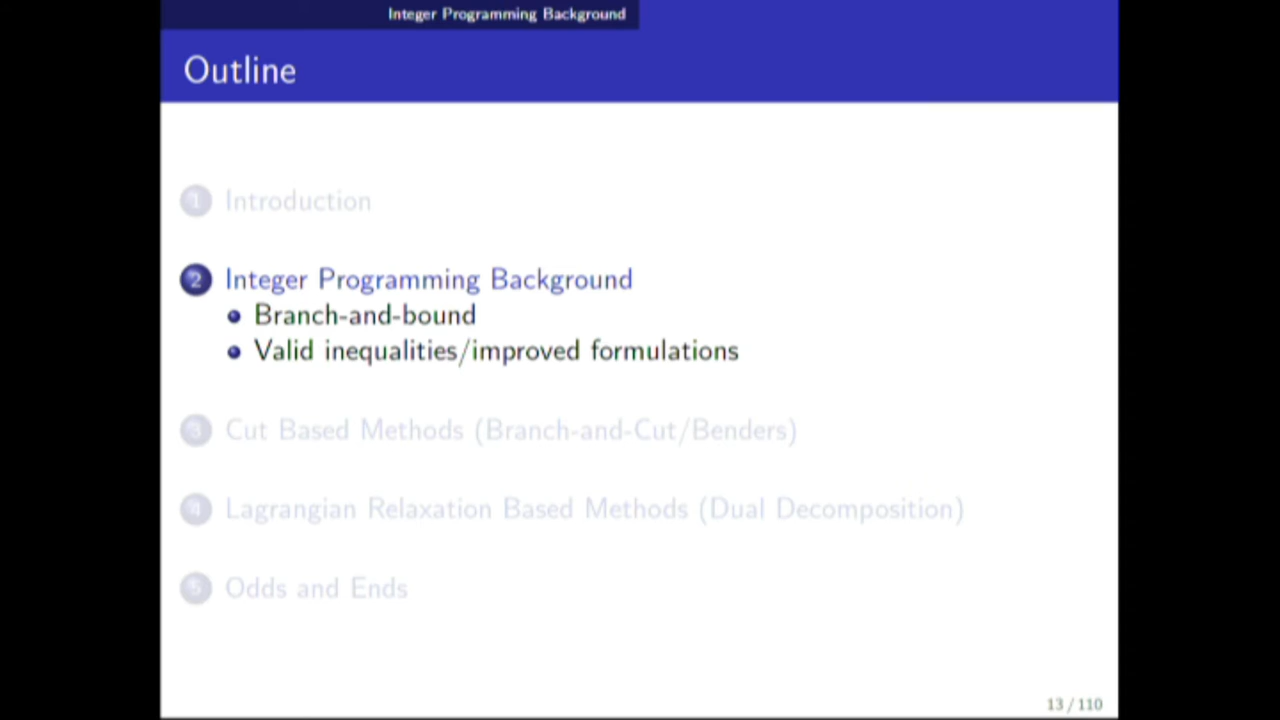 Integer Programming Background
Outline
1 Introduction
2 Integer Programming Background
Branch-and-bound
Valid inequalities/improved formulations
3 Cut Based Methods (Branch-and-Cut/Benders)
4 Lagrangian Relaxation Based Methods (Dual Decomposition)
5 Odds and Ends
13 / 110